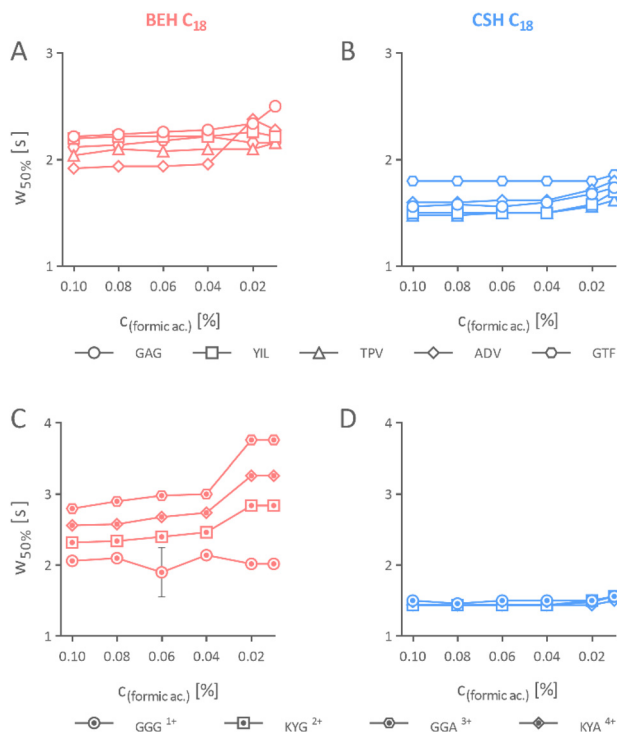 BEH C18 CSH C18
A B
3 3
w50% [s]
2 2
1 1
0.10 0.08 0.06 0.04 0.02 0.10 0.08 0.06 0.04 0.02
c(formic ac.) [%] c(formic ac.) [%]
GAG YIL TPV ADV GTF
C D
4 4
3 3
w50% [s]
2 2
1 1
0.10 0.08 0.06 0.04 0.02 0.10 0.08 0.06 0.04 0.02
c(formic ac.) [%] c(formic ac.) [%]
GGG 1+ KYG 2+ GGA 3+ KYA 4+